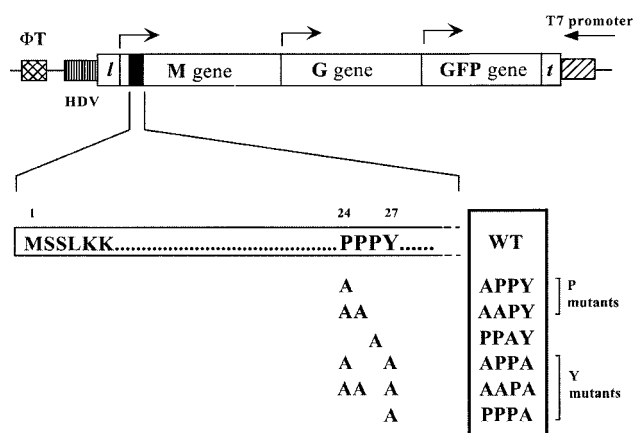 ΦT
T7 promoter
HDV
l M gene G gene GFP gene t
1 24 27
MSSLKK..........................................PPPY......
WT
A APPY
AA AAPY
P mutants
A PPAY
A A APPA
AA A AAPA
A PPPA
Y mutants